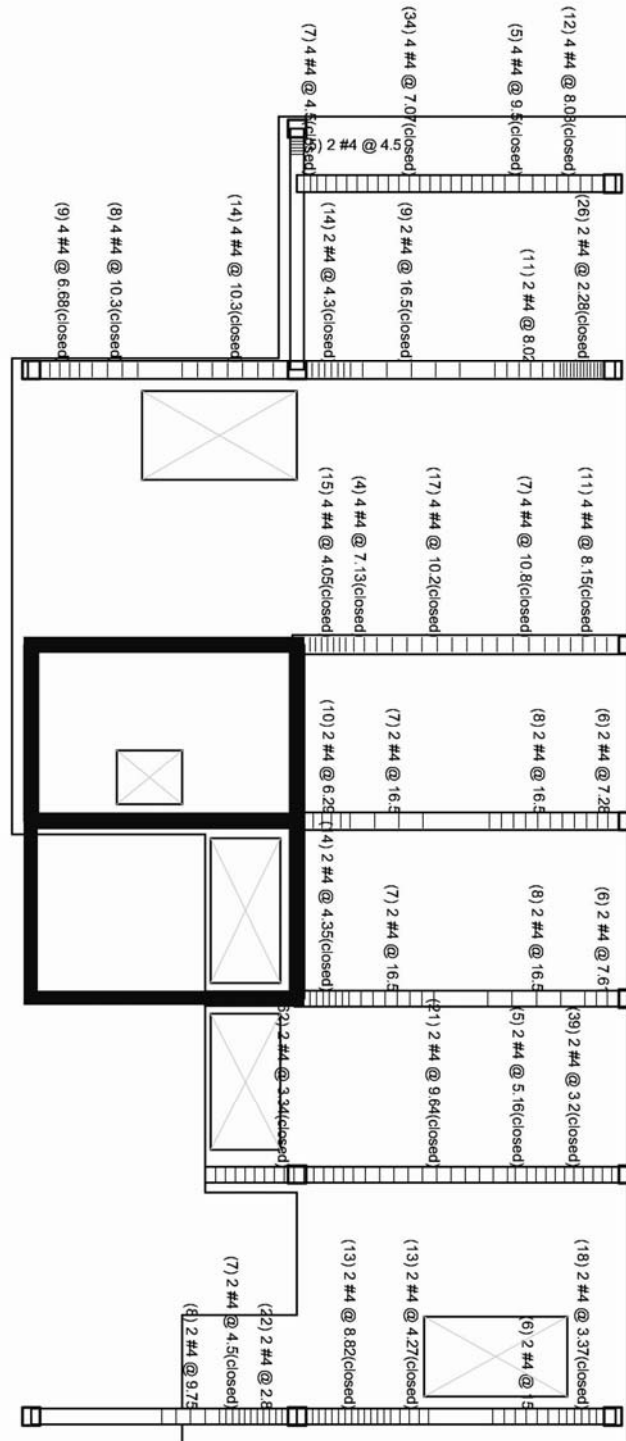 (7) 4 #4 @ 4.5(closed)
(34) 4 #4 @ 7.07(closed)
(5) 4 #4 @ 9.5(closed)
(12) 4 #4 @ 8.03(closed)
2 #4 @ 4.5
(9) 4 #4 @ 6.68(closed
(8) 4 #4 @ 10.3(closed
(14) 4 #4 @ 10.3(closed
(14) 2 #4 @ 4.3(closed
(9) 2 #4 @ 16.5(closed
(11) 2 #4 @ 8.02
(26) 2 #4 @ 2.28(closed
(15) 4 #4 @ 4.05(closed
(4) 4 #4 @ 7.13(closed
(17) 4 #4 @ 10.2(closed
(7) 4 #4 @ 10.8(closed
(11) 4 #4 @ 8.15(closed
(10) 2 #4 @ 6.29
(7) 2 #4 @ 16.5
(8) 2 #4 @ 16.5
(6) 2 #4 @ 7.28
(14) 2 #4 @ 4.35(closed
(7) 2 #4 @ 16.5
(8) 2 #4 @ 16.5
(6) 2 #4 @ 7.61
2 #4 @ 3.34(closed)
(21) 2 #4 @ 9.64(closed)
(5) 2 #4 @ 5.16(closed)
(39) 2 #4 @ 3.2(closed)
(8) 2 #4 @ 9.75
(7) 2 #4 @ 4.5(closed)
(22) 2 #4 @ 2.8
(13) 2 #4 @ 8.82(closed)
(13) 2 #4 @ 4.27(closed)
(6) 2 #4 @ 15
(18) 2 #4 @ 3.37(closed)